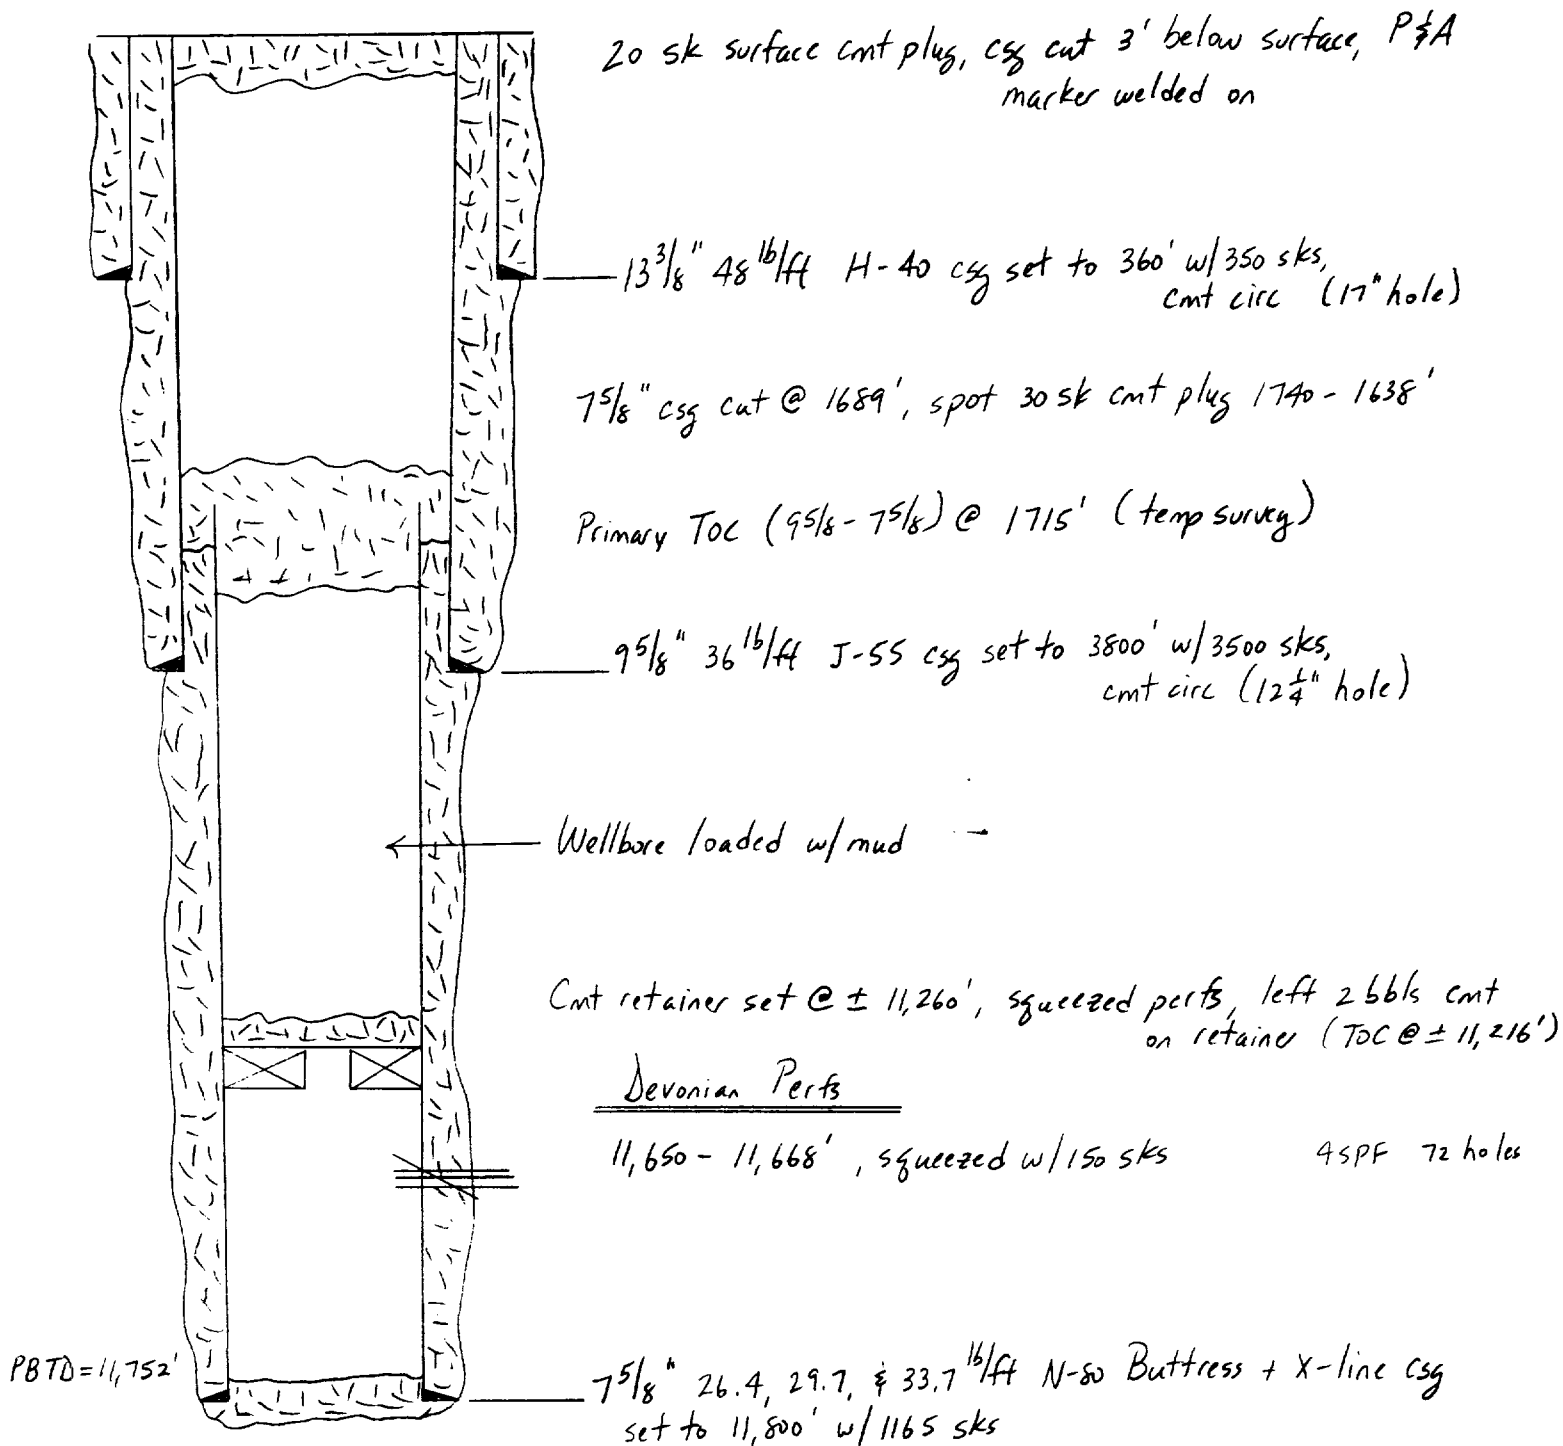 20 sk surface cmt plug, csg cut 3' below surface, P&A
marker welded on
13 3/8" 48 lb/ft H-40 csg set to 360' w/350 sks,
cmt circ (17" hole)
7 5/8" csg cut @ 1689', spot 30 sk cmt plug 1740 - 1638'
Primary TOC (9 5/8 - 7 5/8) @ 1715' (temp survey)
9 5/8" 36 lb/ft J-55 csg set to 3800' w/3500 sks,
cmt circ (12 1/4" hole)
Wellbore loaded w/ mud
Cmt retainer set @ ± 11,260', squeezed perfs, left 2 bbls cmt
on retainer (TOC @ ± 11,216')
Devonian Perfs
11,650 - 11,668', squeezed w/150 sks 4SPF 72 holes
PBTD = 11,752'
7 5/8" 26.4, 29.7, & 33.7 lb/ft N-80 Buttress + X-line csg
set to 11,800' w/ 1165 sks